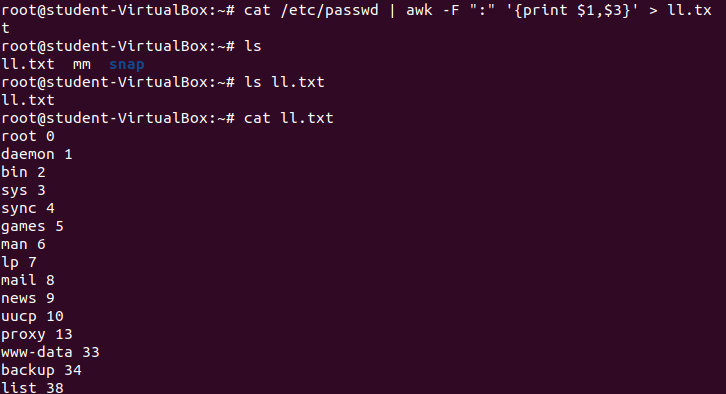 root@student-VirtualBox:~# cat /etc/passwd | awk -F ":" '{print $1,$3}' > ll.tx
t
root@student-VirtualBox:~# ls
ll.txt  mm  snap
root@student-VirtualBox:~# ls ll.txt
ll.txt
root@student-VirtualBox:~# cat ll.txt
root 0
daemon 1
bin 2
sys 3
sync 4
games 5
man 6
lp 7
mail 8
news 9
uucp 10
proxy 13
www-data 33
backup 34
list 38